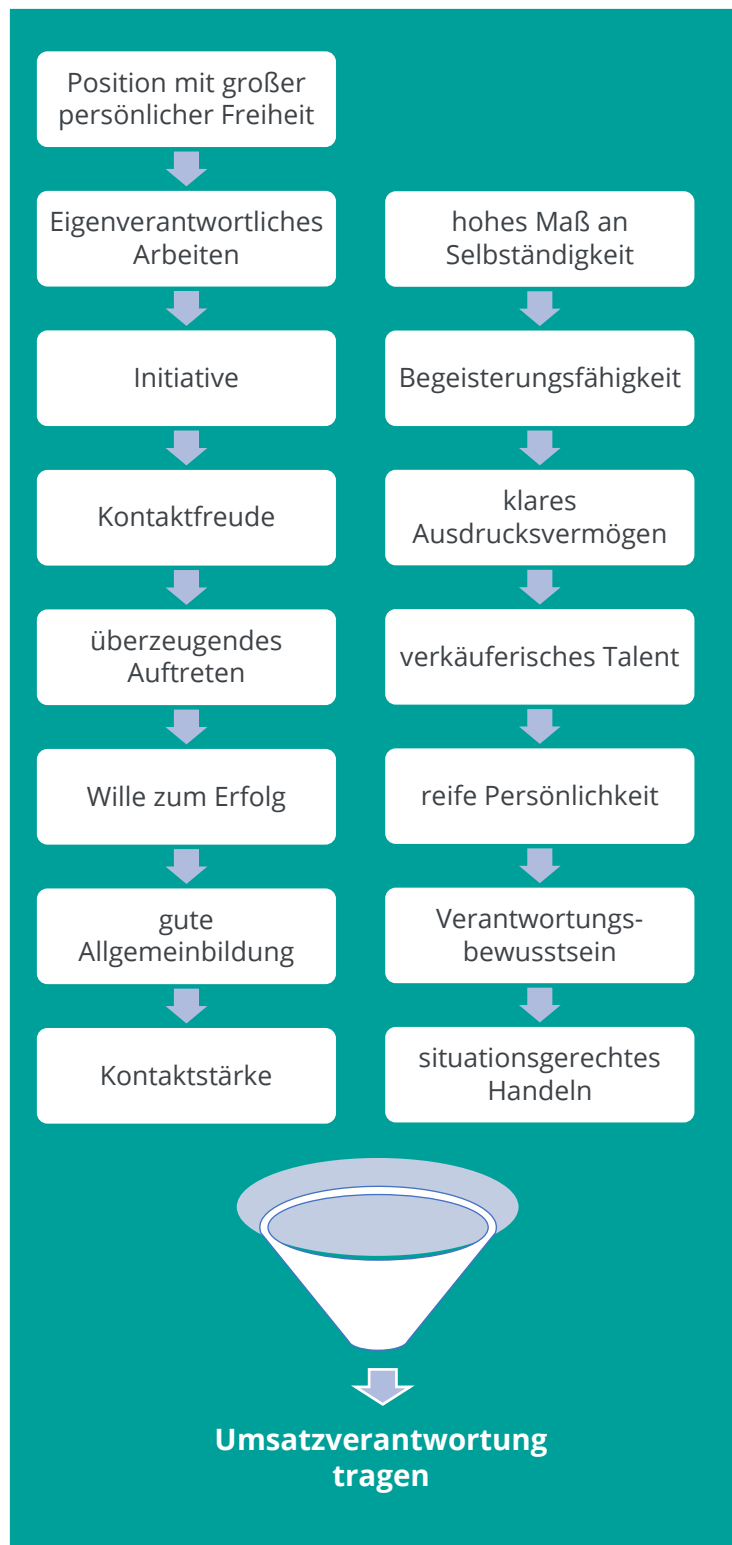 Position mit großer
persönlicher Freiheit
Eigenverantwortliches
Arbeiten
Initiative
Kontaktfreude
überzeugendes
Auftreten
Wille zum Erfolg
gute
Allgemeinbildung
Kontaktstärke
hohes Maß an
Selbständigkeit
Begeisterungsfähigkeit
klares
Ausdrucksvermögen
verkäuferisches Talent
reife Persönlichkeit
Verantwortungs-
bewusstsein
situationsgerechtes
Handeln
Umsatzverantwortung
tragen